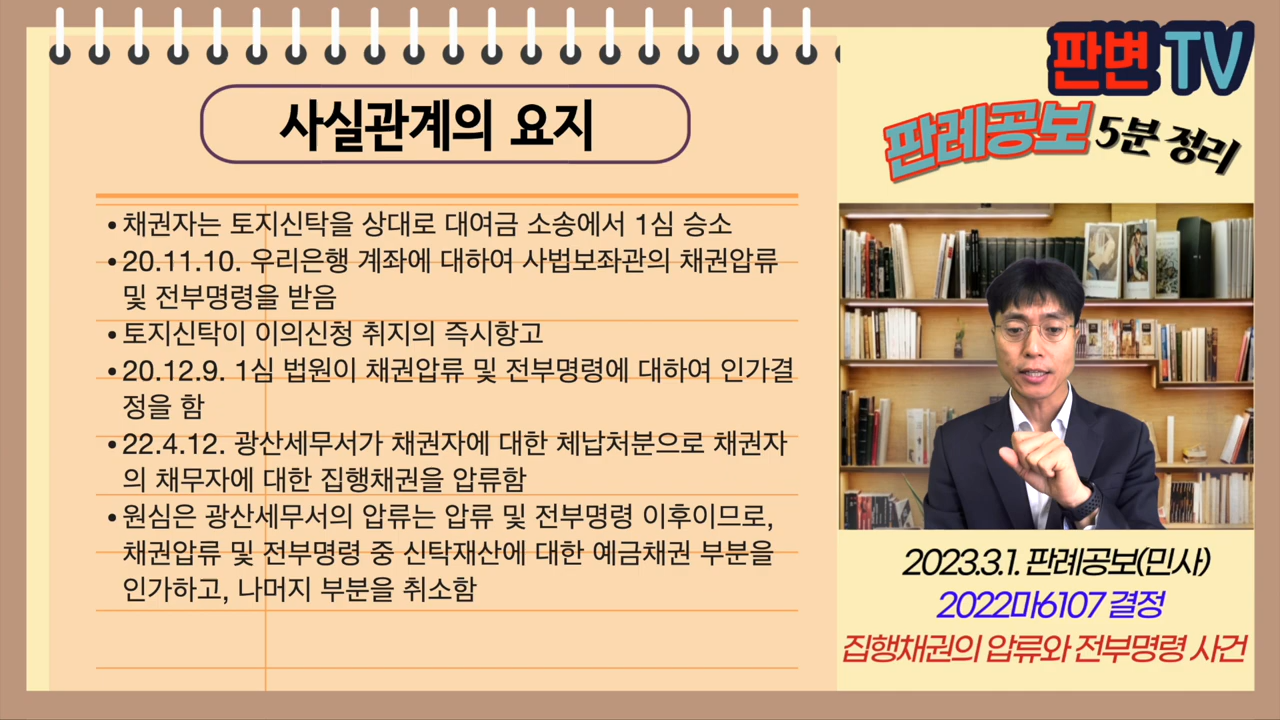 사실관계의 요지
• 채권자는 토지신탁을 상대로 대여금 소송에서 1심 승소
• 20.11.10. 우리은행 계좌에 대하여 사법보좌관의 채권압류
및 전부명령을 받음
• 토지신탁이 이의신청 취지의 즉시항고
• 20.12.9. 1심 법원이 채권압류 및 전부명령에 대하여 인가결
정을 함
• 22.4.12. 광산세무서가 채권자에 대한 체납처분으로 채권자
의 채무자에 대한 집행채권을 압류함
• 원심은 광산세무서의 압류는 압류 및 전부명령 이후이므로,
채권압류 및 전부명령 중 신탁재산에 대한 예금채권 부분을
인가하고, 나머지 부분을 취소함
판변 TV
판례공보 5분 정리
2023.3.1. 판례공보(민사)
2022마6107 결정
집행채권의 압류와 전부명령 사건